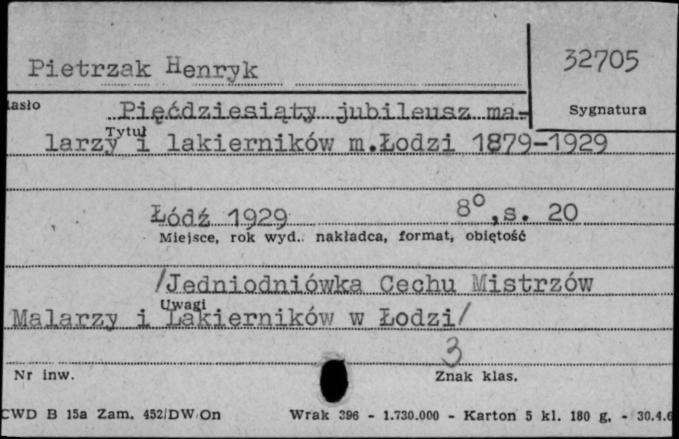 Pietrzak Henryk
32705
Hasło
Sygnatura
Pięćdziesiąty jubileusz ma-
Tytuł
larzy i lakierników m.Łodzi 1879-1929
Łódź 1929 8°,s. 20
Miejsce, rok wyd., nakładca, format, objętość
/Jedniodniówka Cechu Mistrzów
Uwagi
Malarzy i Lakierników w Łodzi/
3
Nr inw.
Znak klas.
CWD B 15a Zam. 452/DW/On Wrak 396 - 1.730.000 - Karton 5 kl. 180 g. - 30.4.6